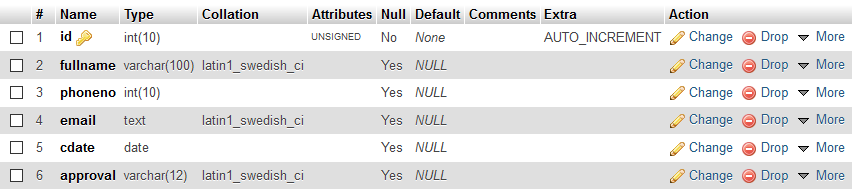 # Name Type Collation Attributes Null Default Comments Extra Action
1 id int(10) UNSIGNED No None AUTO_INCREMENT Change Drop More
2 fullname varchar(100) latin1_swedish_ci Yes NULL Change Drop More
3 phoneno int(10) Yes NULL Change Drop More
4 email text latin1_swedish_ci Yes NULL Change Drop More
5 cdate date Yes NULL Change Drop More
6 approval varchar(12) latin1_swedish_ci Yes NULL Change Drop More